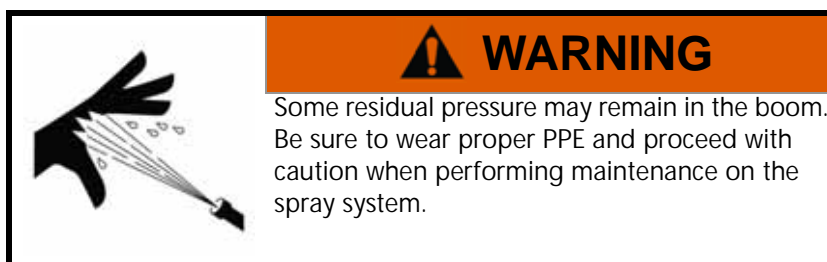 WARNING
Some residual pressure may remain in the boom.
Be sure to wear proper PPE and proceed with
caution when performing maintenance on the
spray system.